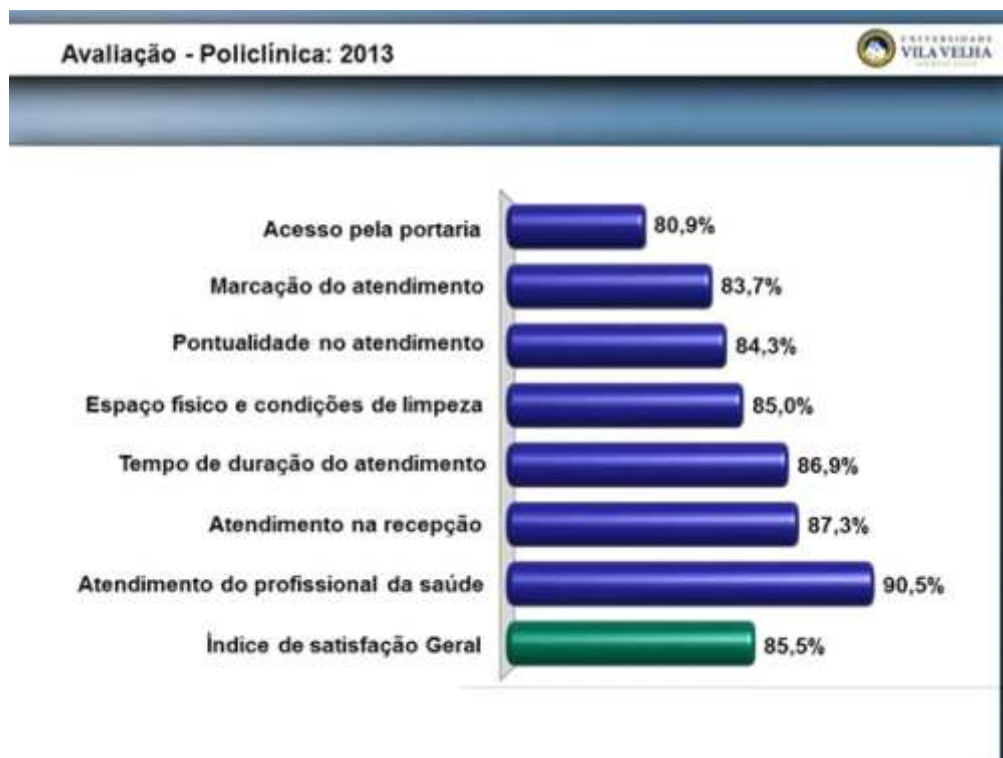 Avaliação - Policlínica: 2013
UNIVERSIDADE
VILA VELHA
Acesso pela portaria 80,9%
Marcação do atendimento 83,7%
Pontualidade no atendimento 84,3%
Espaço fisico e condições de limpeza 85,0%
Tempo de duração do atendimento 86,9%
Atendimento na recepção 87,3%
Atendimento do profissional da saúde 90,5%
Índice de satisfação Geral 85,5%